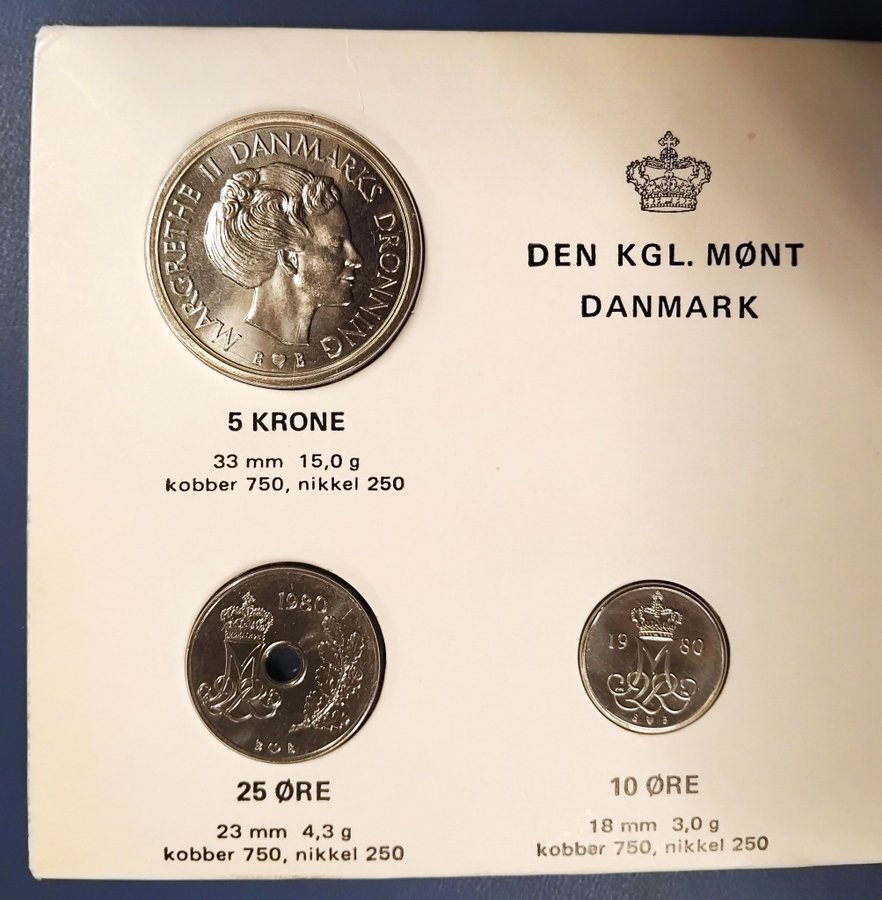 MARGRETHE II DANMARKS DRONNING
B ♥ B
5 KRONE
33 mm 15,0 g
kobber 750, nikkel 250
DEN KGL. MØNT
DANMARK
1980
B ♥ B
25 ØRE
23 mm 4,3 g
kobber 750, nikkel 250
19 80
B ♥ B
10 ØRE
18 mm 3,0 g
kobber 750, nikkel 250